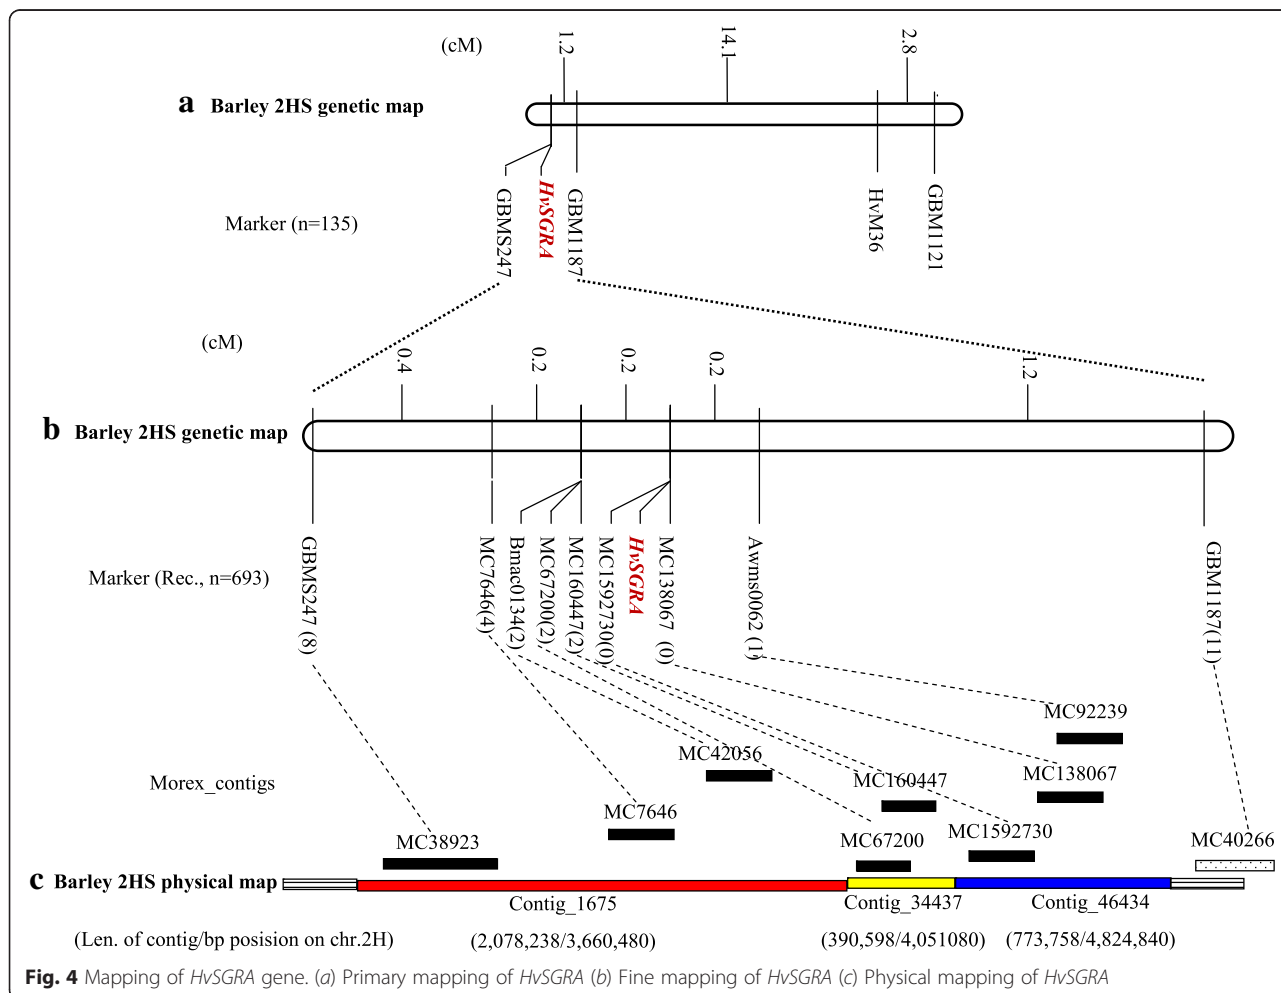 (cM)
1.2
14.1
2.8
a Barley 2HS genetic map
Marker (n=135)
GBMS247
HvSGRA
GBM1187
HvM36
GBM1121
(cM)
0.4
0.2
0.2
0.2
1.2
b Barley 2HS genetic map
Marker (Rec., n=693)
GBMS247 (8)
MC7646(4)
Bmac0134(2)
MC67200(2)
MC160447(2)
MC1592730(0)
HvSGRA
MC138067 (0)
Awms0062 (1)
GBM1187(11)
MC92239
MC42056
MC160447
MC138067
Morex_contigs
MC7646
MC38923
MC67200
MC1592730
MC40266
c Barley 2HS physical map
Contig_1675
Contig_34437
Contig_46434
(Len. of contig/bp posision on chr.2H)
(2,078,238/3,660,480)
(390,598/4,051080)
(773,758/4,824,840)
Fig. 4 Mapping of HvSGRA gene. (a) Primary mapping of HvSGRA (b) Fine mapping of HvSGRA (c) Physical mapping of HvSGRA